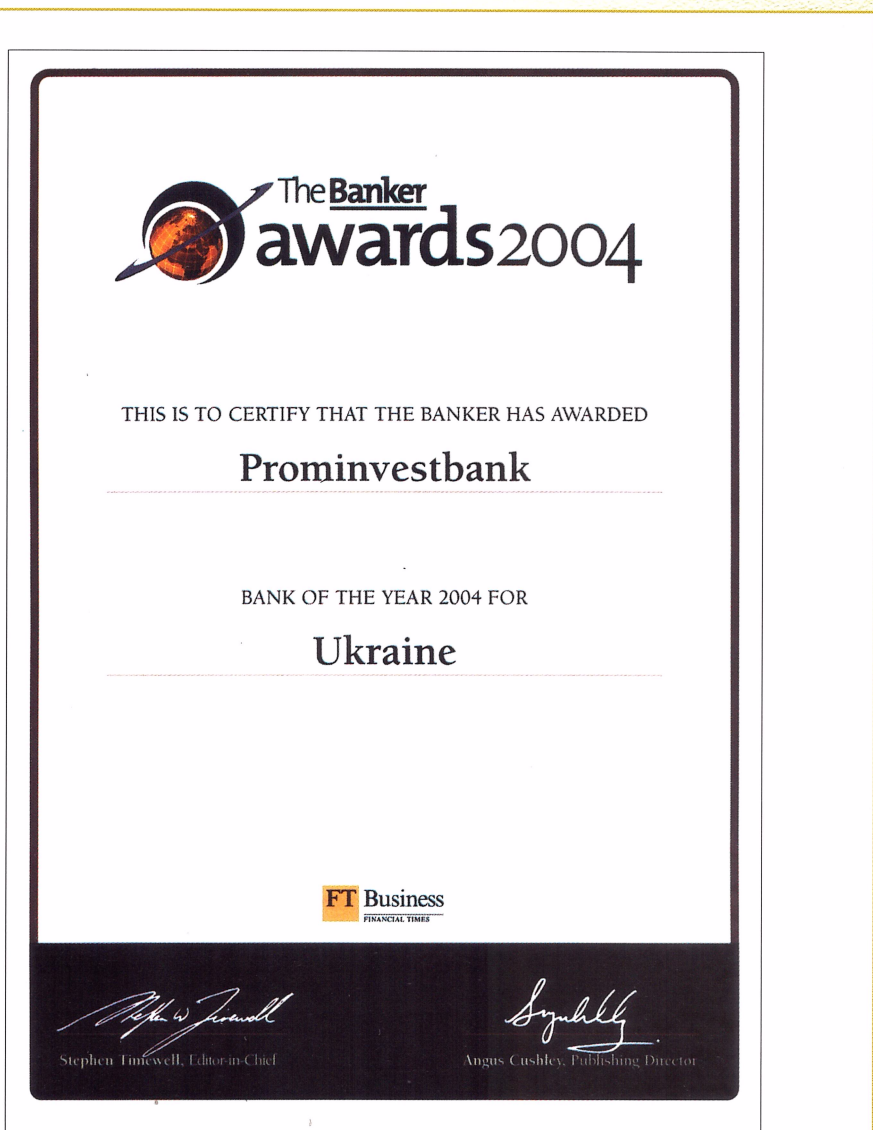 The Banker
awards2004
THIS IS TO CERTIFY THAT THE BANKER HAS AWARDED
Prominvestbank
BANK OF THE YEAR 2004 FOR
Ukraine
FT Business
FINANCIAL TIMES
Stephen Timewell, Editor-in-Chief
Angus Cushley, Publishing Director